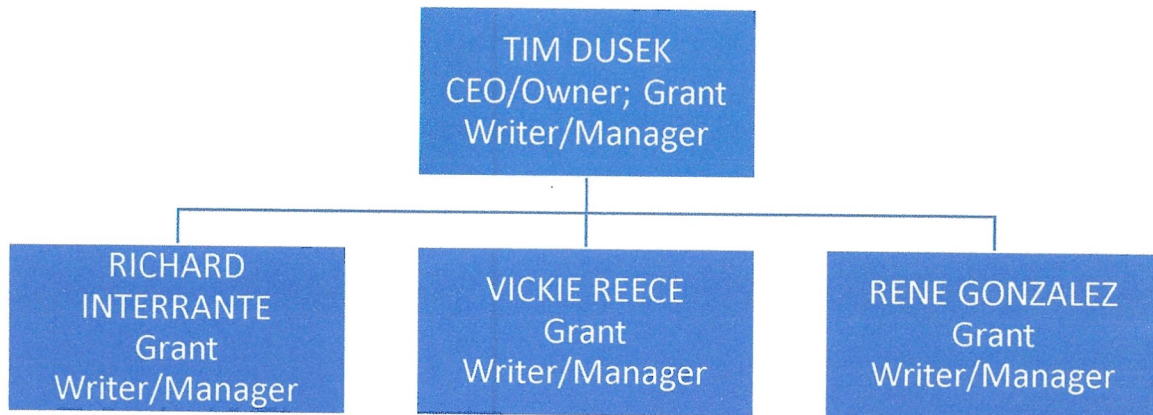 TIM DUSEK
CEO/Owner; Grant
Writer/Manager
RICHARD
INTERRANTE
Grant
Writer/Manager
VICKIE REECE
Grant
Writer/Manager
RENE GONZALEZ
Grant
Writer/Manager